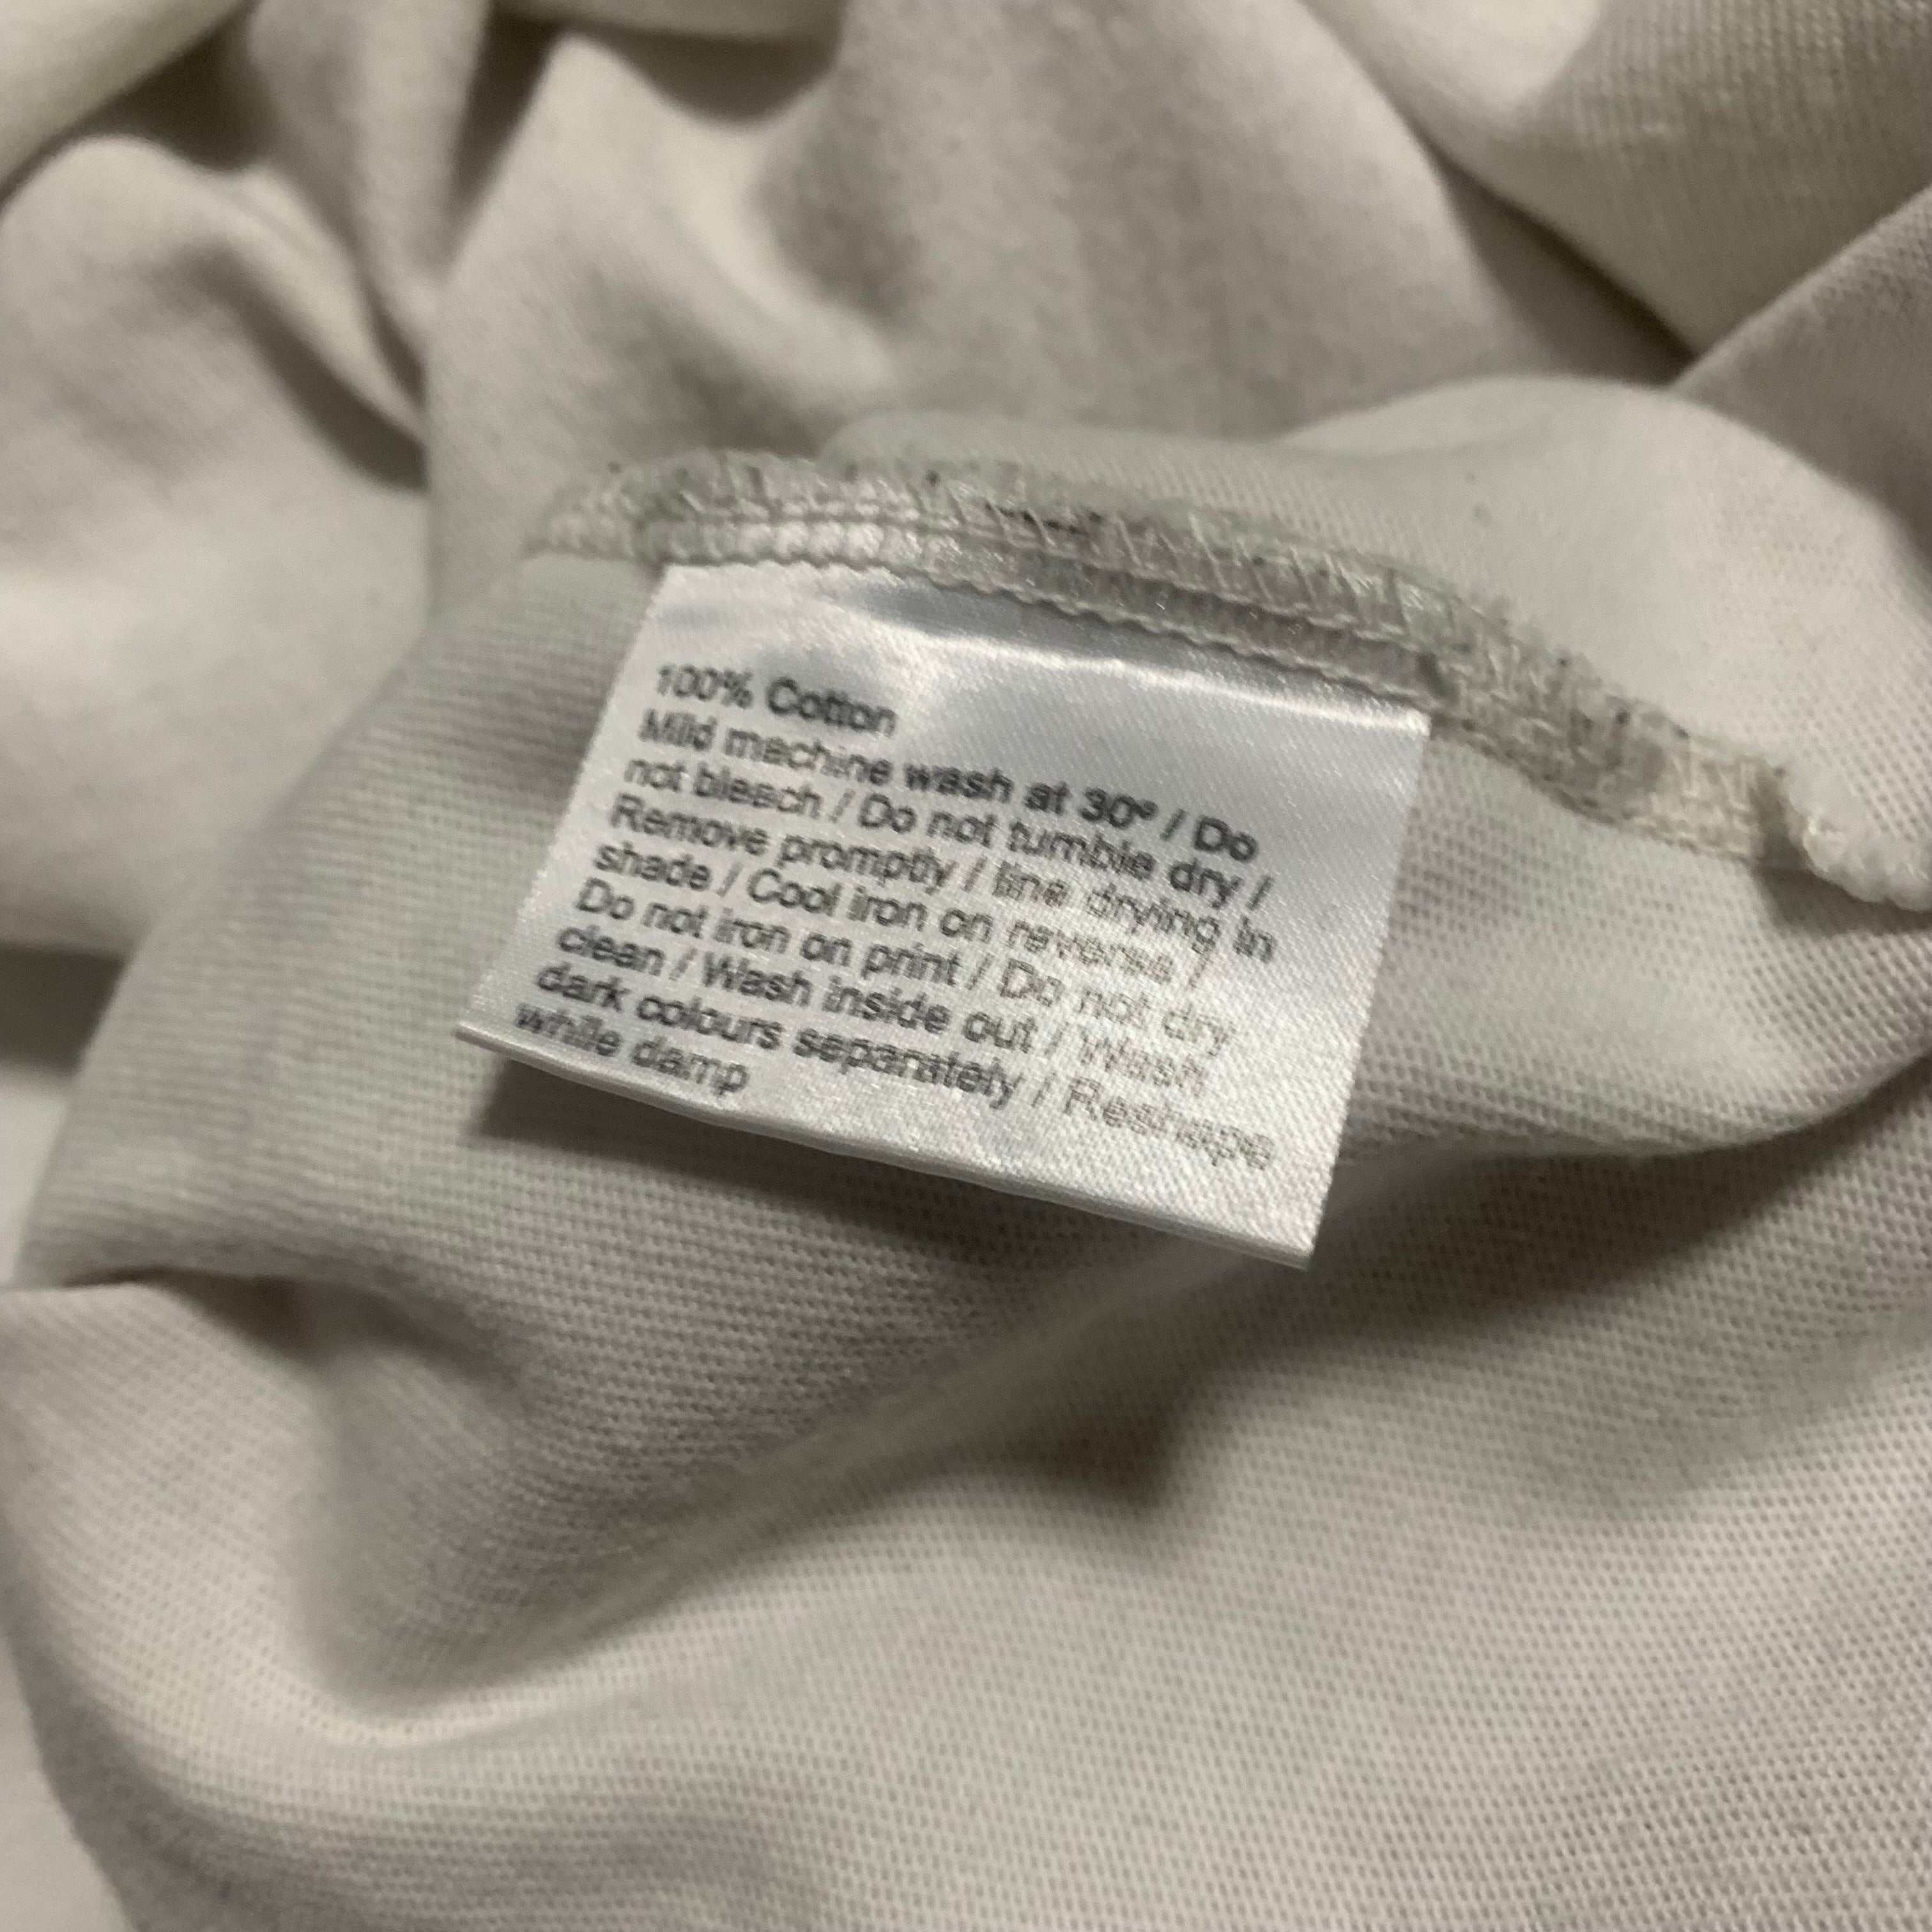 100% Cotton
Mild machine wash at 30º / Do
not bleach / Do not tumble dry /
Remove promptly / line drying in
shade / Cool iron on reverse /
Do not iron on print / Do not dry
clean / Wash inside out / Wash
dark colours separately / Reshape
while damp